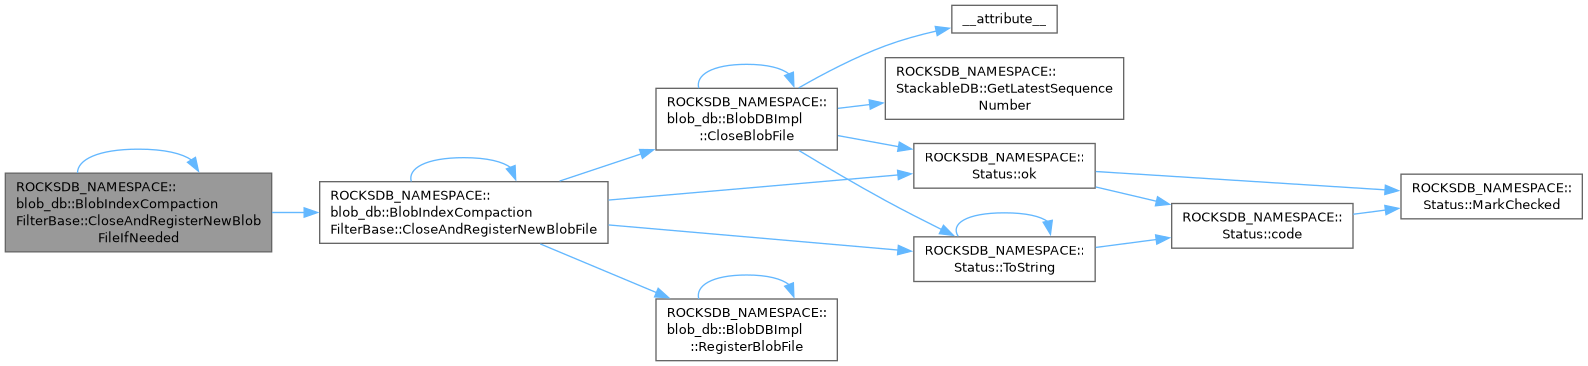 ROCKSDB_NAMESPACE::
blob_db::BlobIndexCompaction
FilterBase::CloseAndRegisterNewBlob
FileIfNeeded
ROCKSDB_NAMESPACE::
blob_db::BlobIndexCompaction
FilterBase::CloseAndRegisterNewBlobFile
ROCKSDB_NAMESPACE::
blob_db::BlobDBImpl
::CloseBlobFile
__attribute__
ROCKSDB_NAMESPACE::
StackableDB::GetLatestSequence
Number
ROCKSDB_NAMESPACE::
Status::ok
ROCKSDB_NAMESPACE::
Status::ToString
ROCKSDB_NAMESPACE::
Status::code
ROCKSDB_NAMESPACE::
Status::MarkChecked
ROCKSDB_NAMESPACE::
blob_db::BlobDBImpl
::RegisterBlobFile